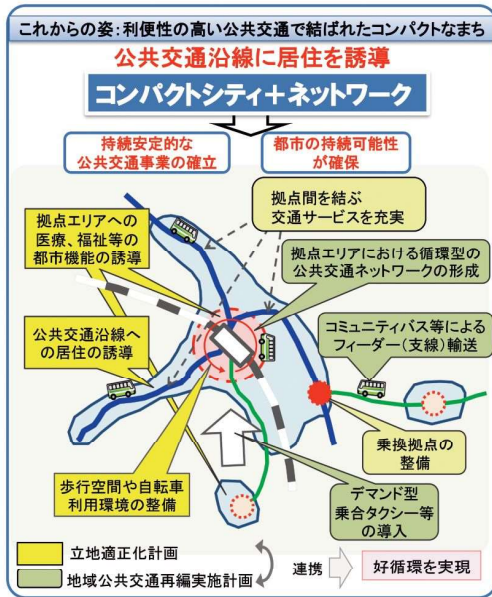 これからの姿：利便性の高い公共交通で結ばれたコンパクトなまち
公共交通沿線に居住を誘導
コンパクトシティ＋ネットワーク
持続安定的な
公共交通事業の確立
都市の持続可能性
が確保
拠点間を結ぶ
交通サービスを充実
拠点エリアへの
医療、福祉等の
都市機能の誘導
拠点エリアにおける循環型の
公共交通ネットワークの形成
公共交通沿線へ
の居住の誘導
コミュニティバス等による
フィーダー（支線）輸送
乗換拠点の
整備
歩行空間や自転車
利用環境の整備
デマンド型
乗合タクシー等
の導入
立地適正化計画
地域公共交通再編実施計画
連携
好循環を実現